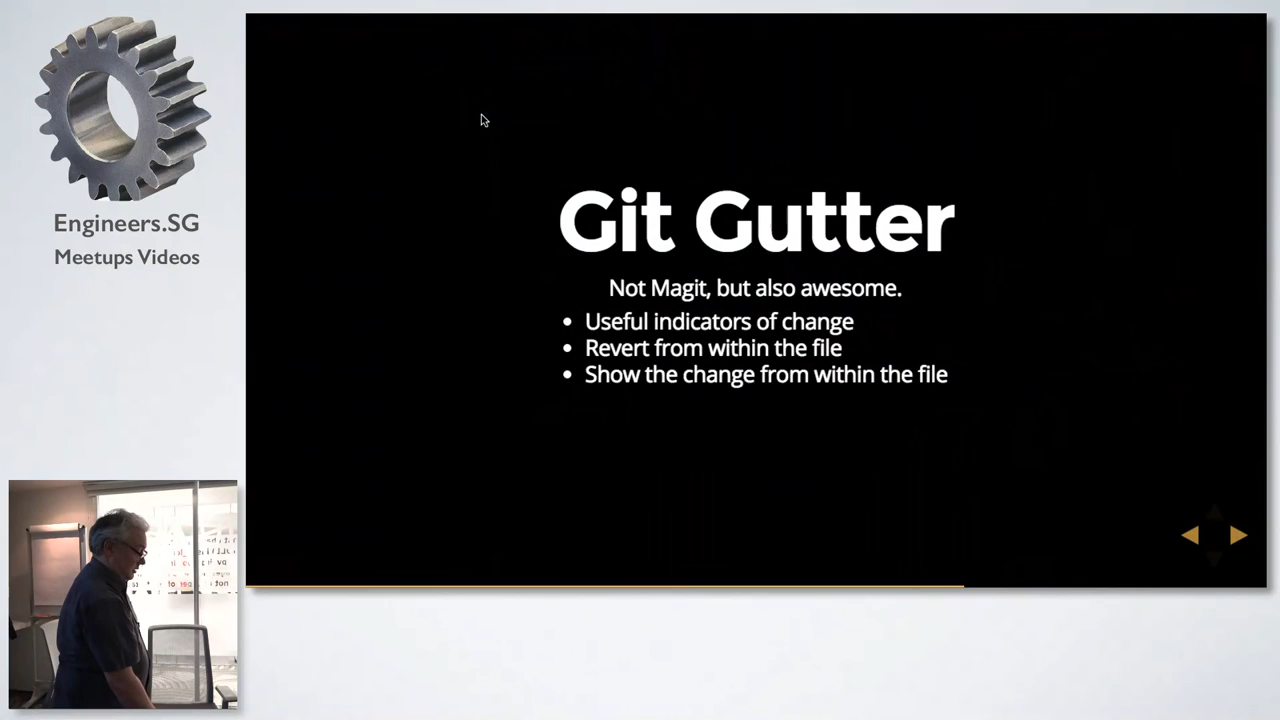 Engineers.SG
Meetups Videos
Git Gutter
Not Magit, but also awesome.
• Useful indicators of change
• Revert from within the file
• Show the change from within the file